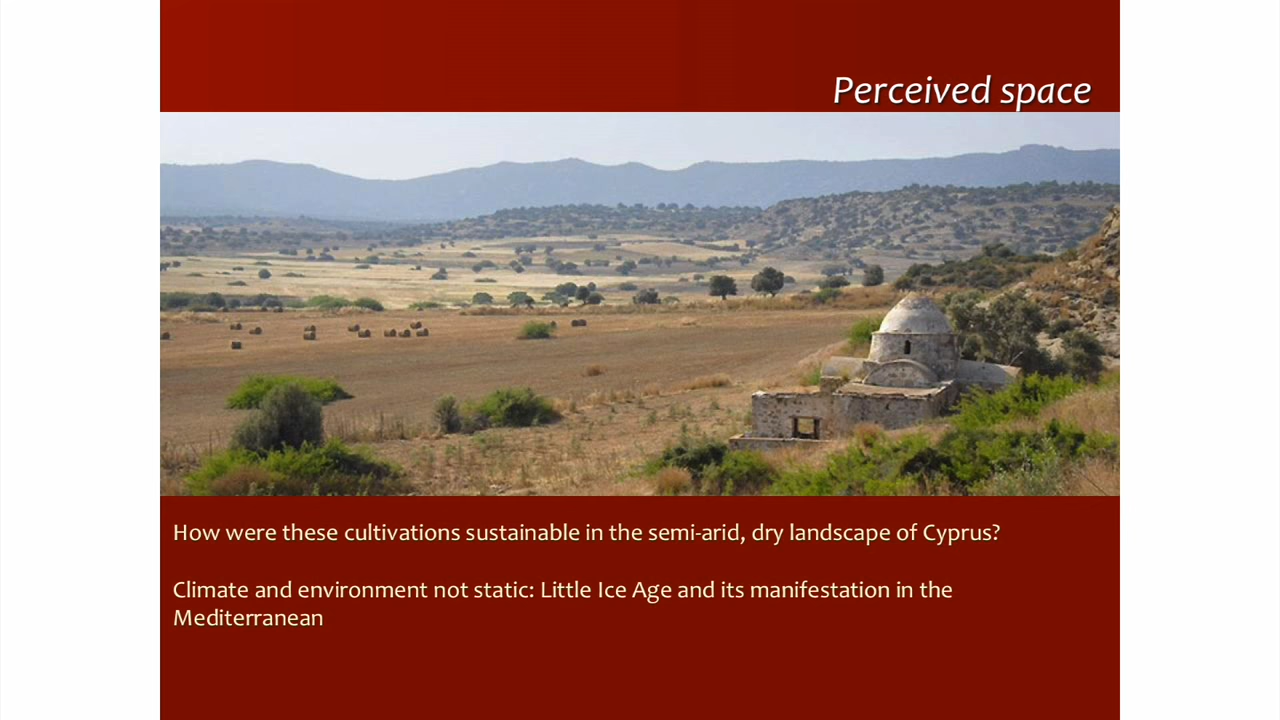 Perceived space
How were these cultivations sustainable in the semi-arid, dry landscape of Cyprus?
Climate and environment not static: Little Ice Age and its manifestation in the
Mediterranean